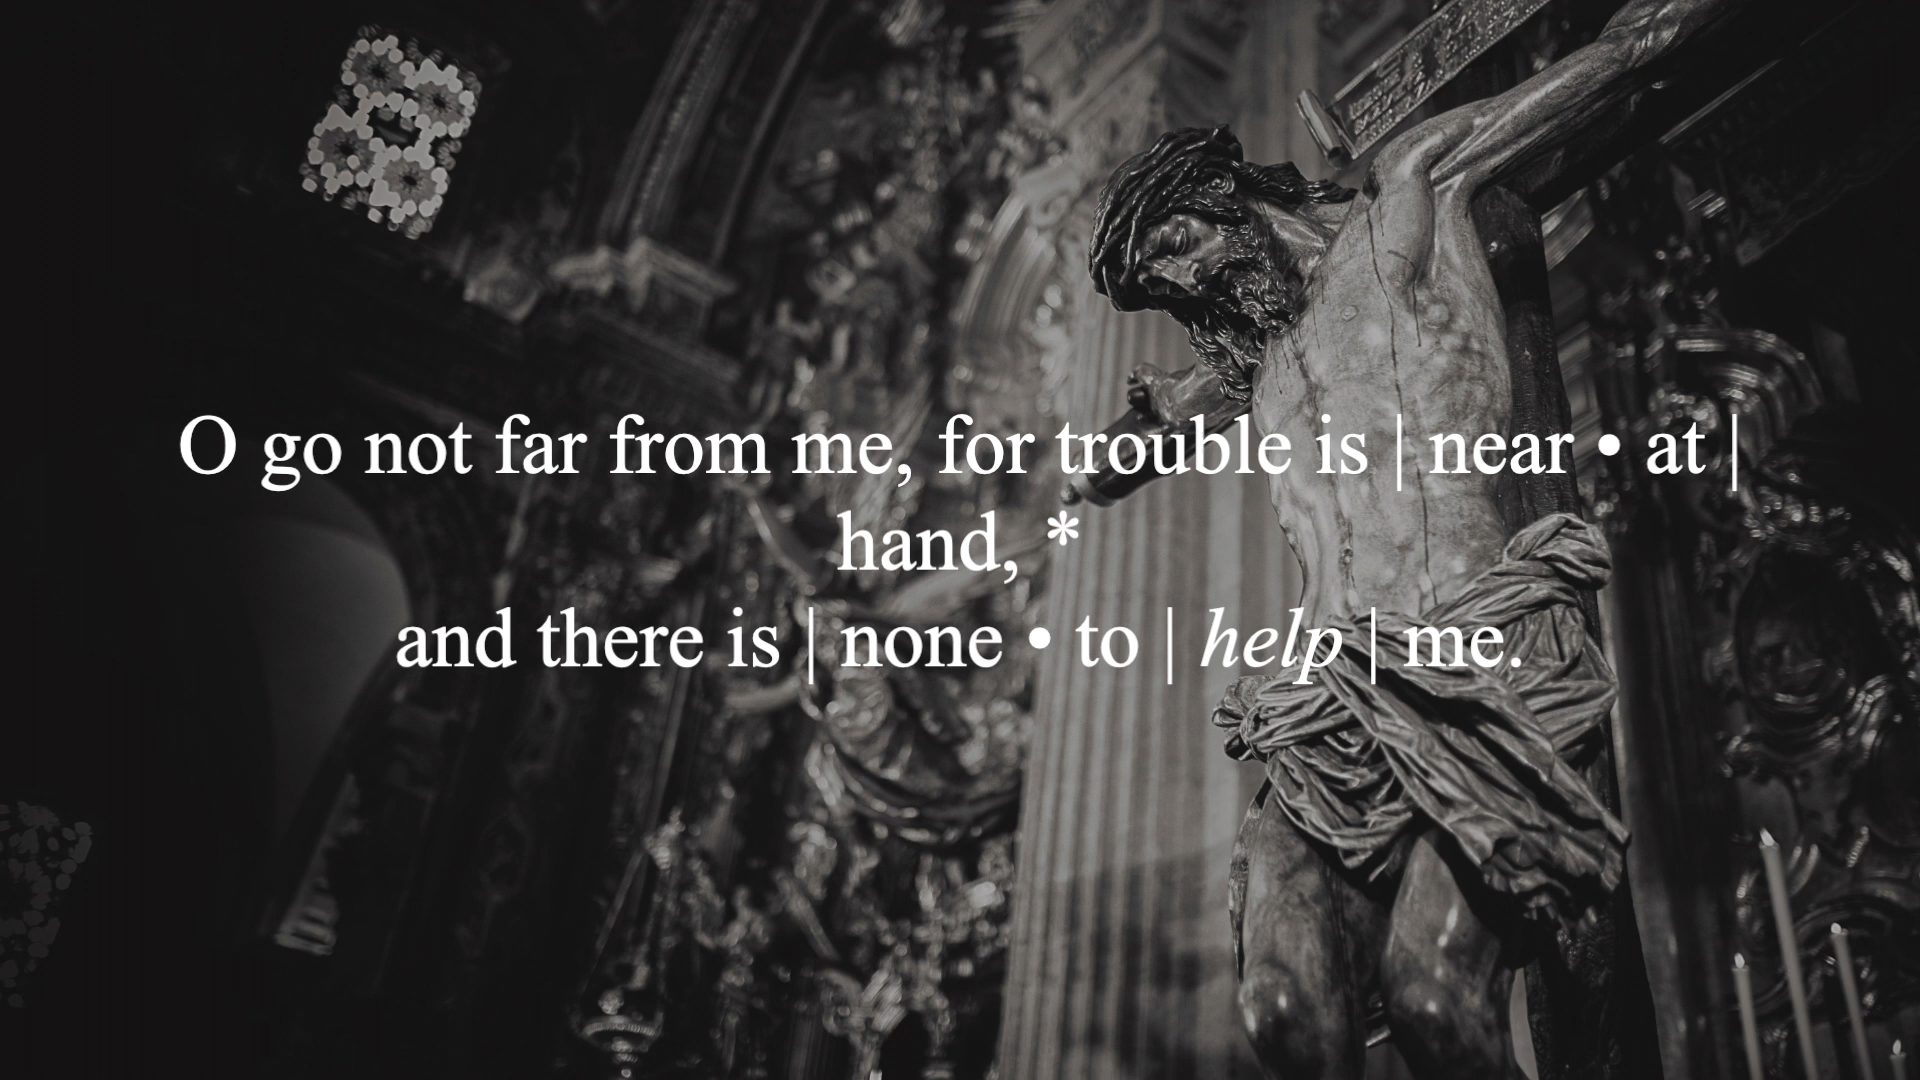 O go not far from me, for trouble is | near • at |
hand, *
and there is | none • to | help | me.